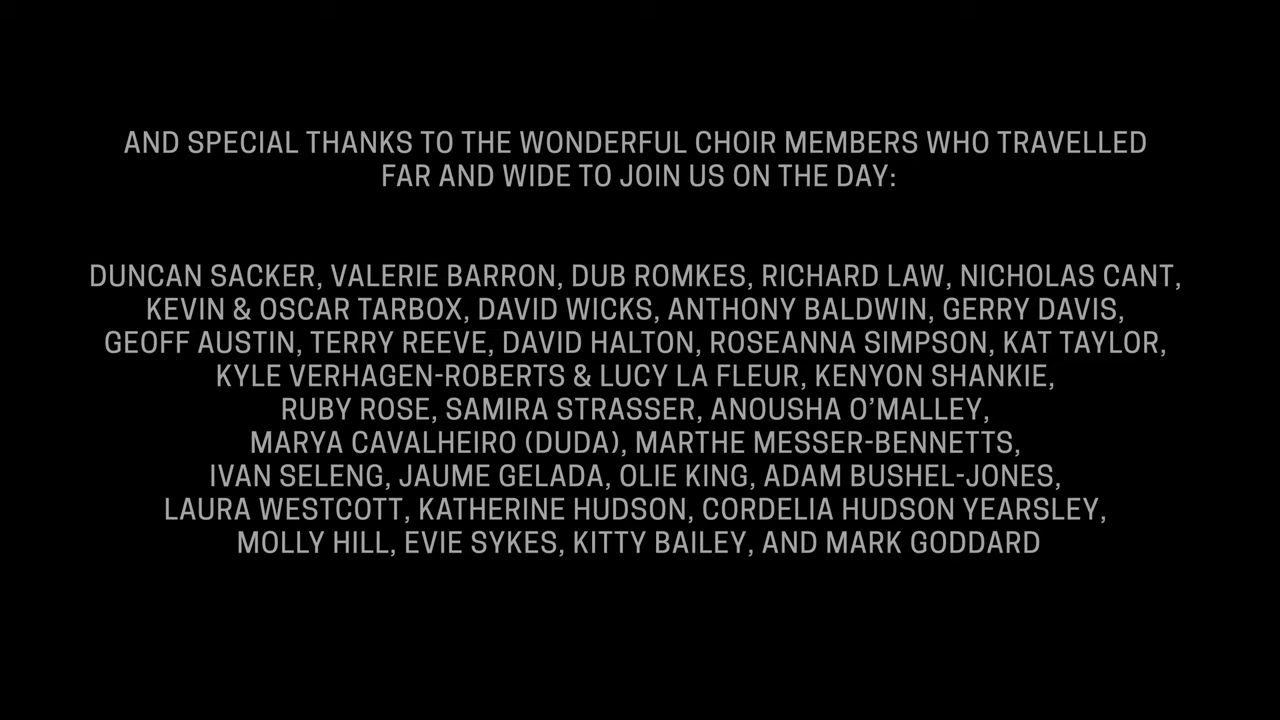 AND SPECIAL THANKS TO THE WONDERFUL CHOIR MEMBERS WHO TRAVELLED
FAR AND WIDE TO JOIN US ON THE DAY:
DUNCAN SACKER, VALERIE BARRON, DUB ROMKES, RICHARD LAW, NICHOLAS CANT,
KEVIN & OSCAR TARBOX, DAVID WICKS, ANTHONY BALDWIN, GERRY DAVIS,
GEOFF AUSTIN, TERRY REEVE, DAVID HALTON, ROSEANNA SIMPSON, KAT TAYLOR,
KYLE VERHAGEN-ROBERTS & LUCY LA FLEUR, KENYON SHANKIE,
RUBY ROSE, SAMIRA STRASSER, ANOUSHA O’MALLEY,
MARYA CAVALHEIRO (DUDA), MARTHE MESSER-BENNETTS,
IVAN SELENG, JAUME GELADA, OLIE KING, ADAM BUSHEL-JONES,
LAURA WESTCOTT, KATHERINE HUDSON, CORDELIA HUDSON YEARSLEY,
MOLLY HILL, EVIE SYKES, KITTY BAILEY, AND MARK GODDARD